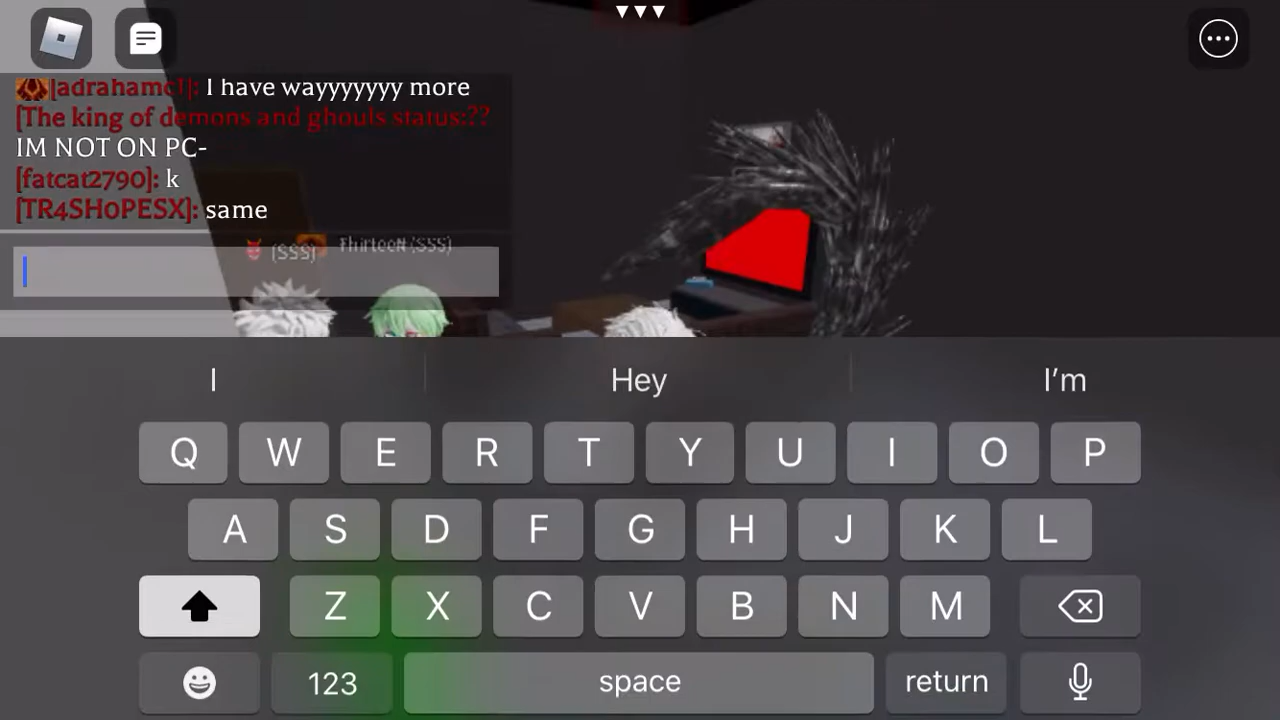 [adrahamc1]: I have wayyyyyyy more
[The king of demons and ghouls status:??
IM NOT ON PC-
[fatcat2790]: k
[TR4SH0PESX]: same
(SSS) ThirteeN (SSS)
I Hey I'm
Q W E R T Y U I O P
A S D F G H J K L
Z X C V B N M
123 space return